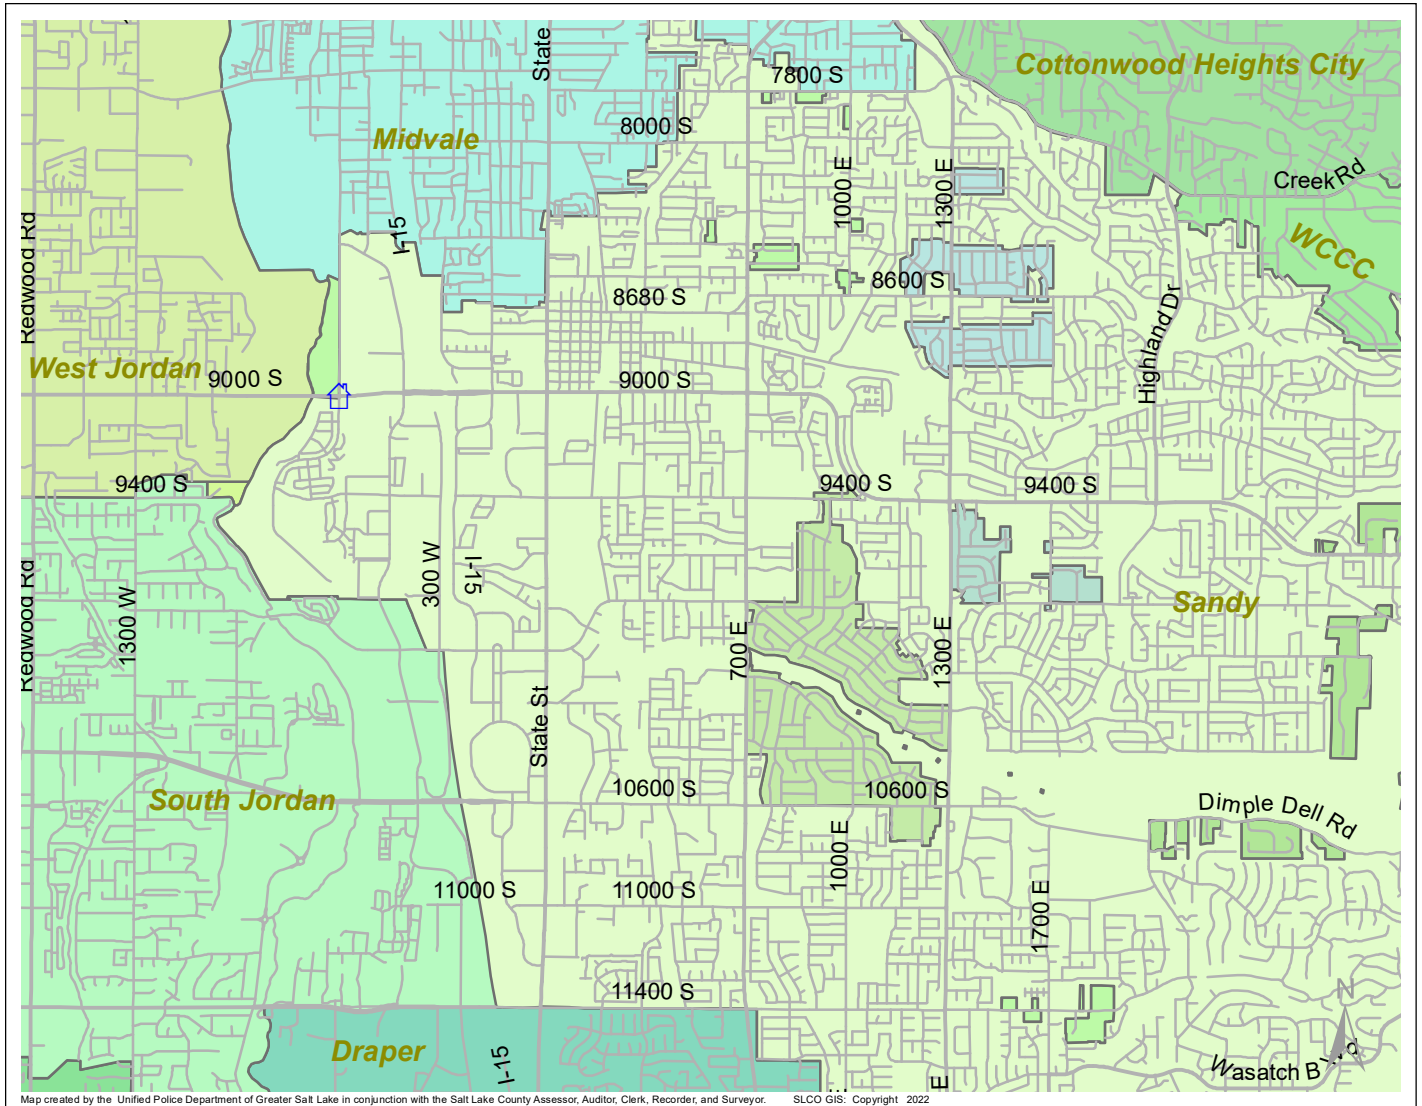 State
Cottonwood Heights City
7800 S
Midvale
8000 S
1000 E
1300 E
Creek Rd
I-15
WCCC
Redwood Rd
8600 S
8680 S
Highland Dr
West Jordan
9000 S
9000 S
9400 S
9400 S
9400 S
300 W
I-15
Redwood Rd
1300 W
Sandy
700 E
1300 E
State St
10600 S
10600 S
South Jordan
Dimple Dell Rd
1000 E
11000 S
11000 S
1700 E
11400 S
N
Draper
I-15
E
Wasatch Blvd
Map created by the Unified Police Department of Greater Salt Lake in conjunction with the Salt Lake County Assessor, Auditor, Clerk, Recorder, and Surveyor. SLCO GIS: Copyright 2022